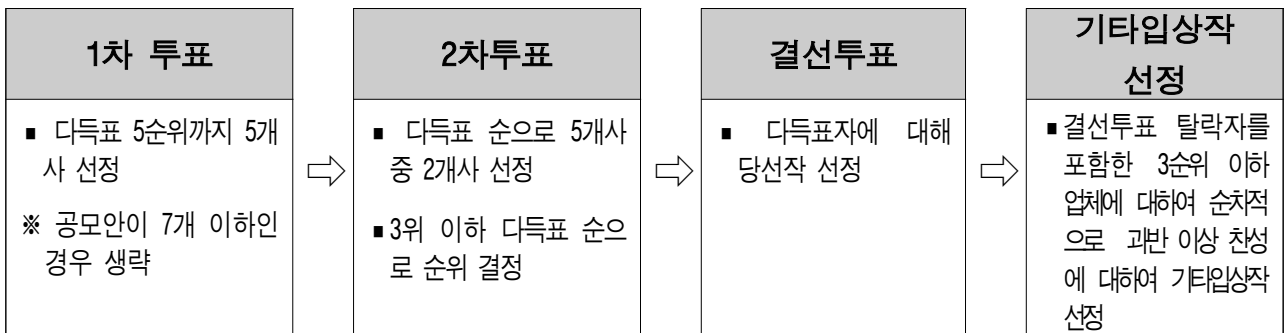 1차 투표
■ 다득표 5순위까지 5개
사 선정
※ 공모안이 7개 이하인
경우 생략
⇨
2차투표
■ 다득표 순으로 5개사
중 2개사 선정
■3위 이하 다득표 순으
로 순위 결정
⇨
결선투표
■ 다득표자에 대해
당선작 선정
⇨
기타입상작
선정
■결선투표 탈락자를
포함한 3순위 이하
업체에 대하여 순차적
으로 과반 이상 찬성
에 대하여 기타입상작
선정